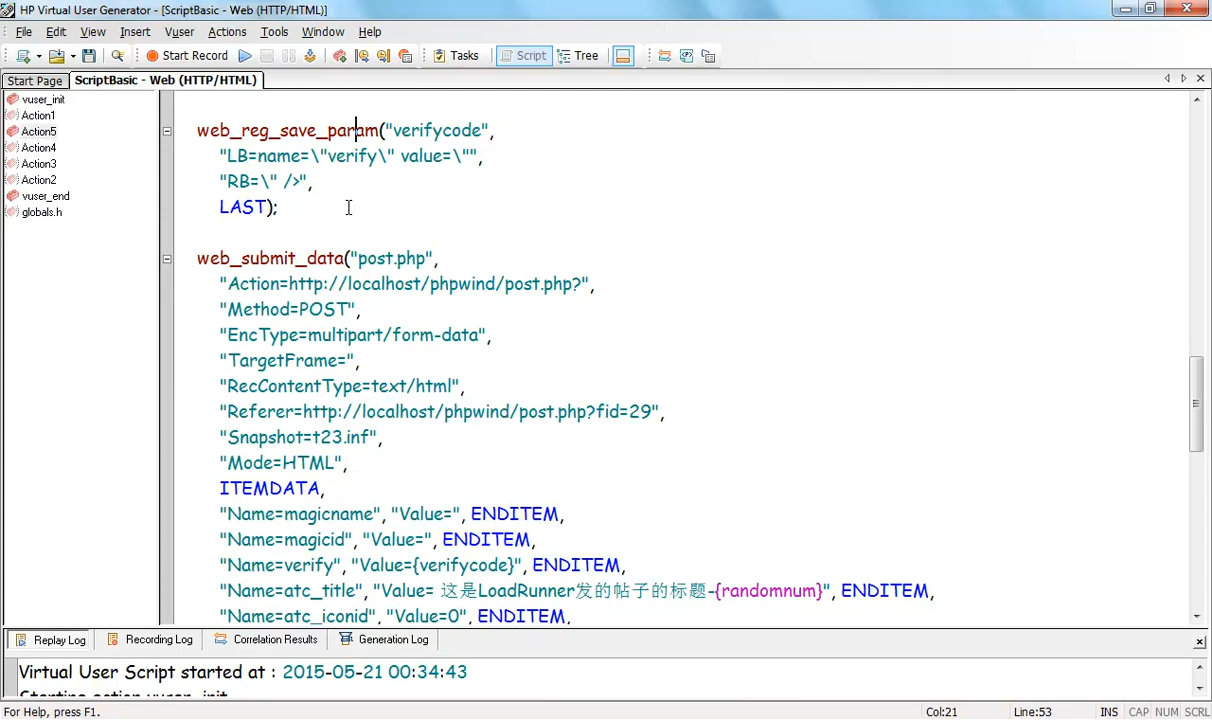 HP Virtual User Generator - [ScriptBasic - Web (HTTP/HTML)]
File Edit View Insert Vuser Actions Tools Window Help
Start Record Tasks Script Tree
Start Page ScriptBasic - Web (HTTP/HTML)
vuser_init
Action1
Action5
Action4
Action3
Action2
vuser_end
globals.h
web_reg_save_param("verifycode",
"LB=name=\"verify\" value=\"",
"RB=\" />",
LAST);
web_submit_data("post.php",
"Action=http://localhost/phpwind/post.php?",
"Method=POST",
"EncType=multipart/form-data",
"TargetFrame=",
"RecContentType=text/html",
"Referer=http://localhost/phpwind/post.php?fid=29",
"Snapshot=t23.inf",
"Mode=HTML",
ITEMDATA,
"Name=magicname", "Value=", ENDITEM,
"Name=magicid", "Value=", ENDITEM,
"Name=verify", "Value={verifycode}", ENDITEM,
"Name=atc_title", "Value= 这是LoadRunner发的帖子的标题-{randomnum}", ENDITEM,
"Name=atc_iconid", "Value=0", ENDITEM,
Replay Log Recording Log Correlation Results Generation Log
Virtual User Script started at : 2015-05-21 00:34:43
Starting action vuser_init.
For Help, press F1. Col:21 Line:53 INS CAP NUM SCRL